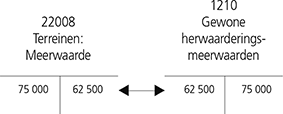 22008
Terreinen:
Meerwaarde
75 000 62 500
1210
Gewone
herwaarderings-
meerwaarden
62 500 75 000